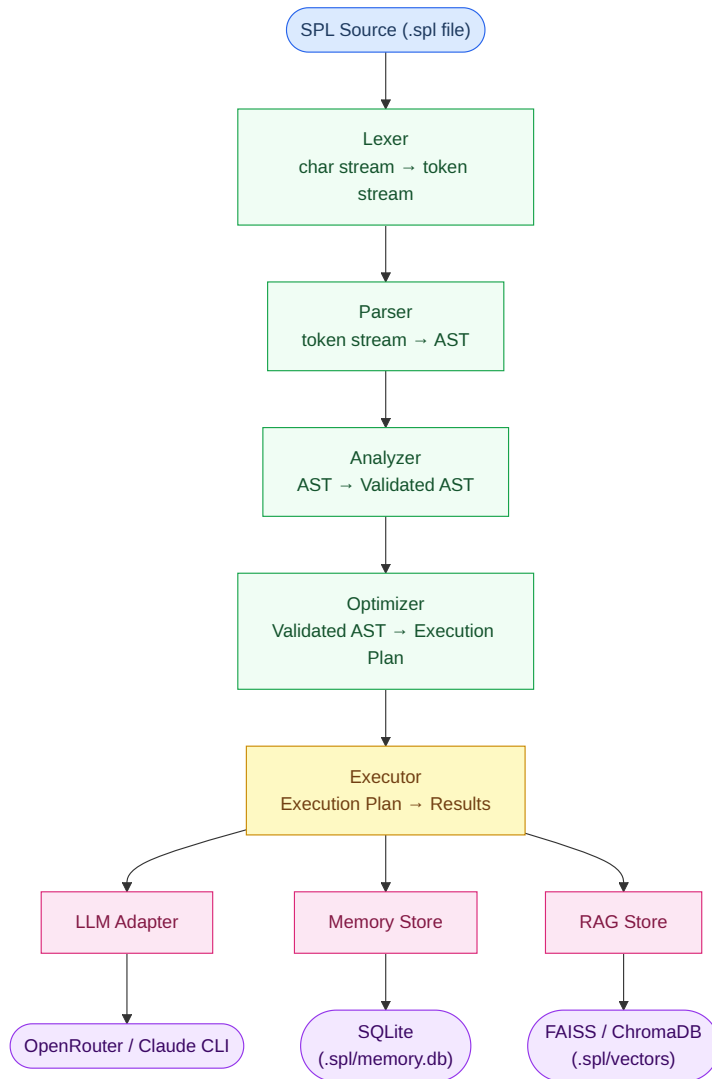 SPL Source (.spl file)
Lexer
char stream → token
stream
Parser
token stream → AST
Analyzer
AST → Validated AST
Optimizer
Validated AST → Execution
Plan
Executor
Execution Plan → Results
LLM Adapter
Memory Store
RAG Store
OpenRouter / Claude CLI
SQLite
(.spl/memory.db)
FAISS / ChromaDB
(.spl/vectors)